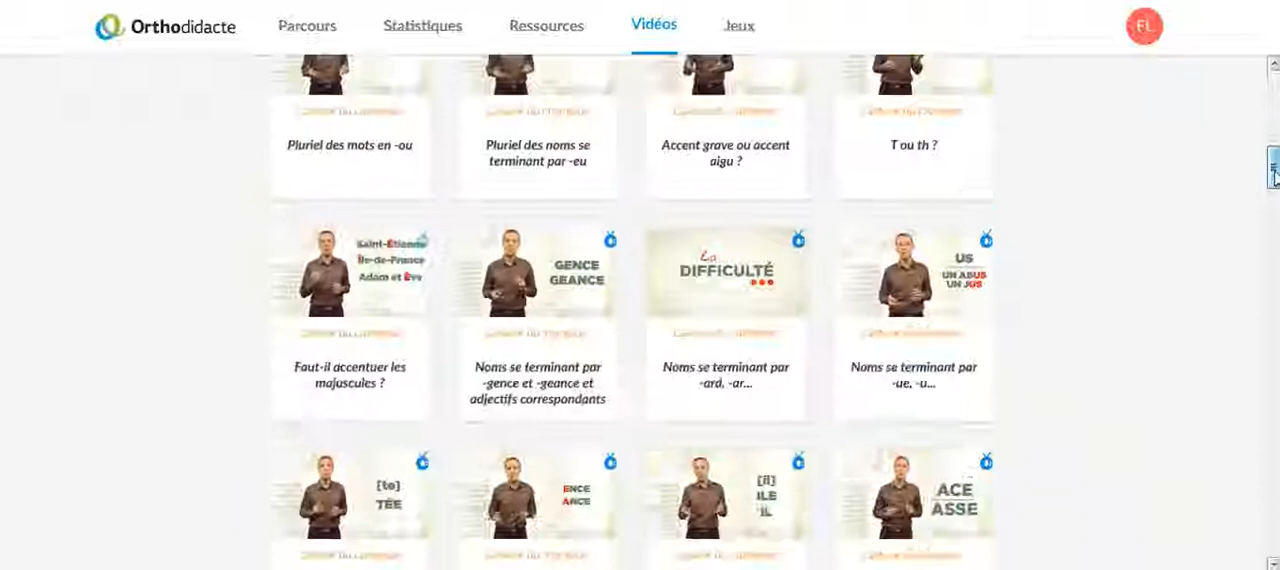 Orthodidacte
Parcours
Statistiques
Ressources
Vidéos
Jeux
FL
Pluriel des mots en -ou
Pluriel des noms se
terminant par -eu
Accent grave ou accent
aigu ?
T ou th ?
Saint-Étienne
Île-de-France
Adam et Ève
GENCE
GEANCE
La
DIFFICULTÉ
US
UN ABUS
UN JUS
Faut-il accentuer les
majuscules ?
Noms se terminant par
-gence et -geance et
adjectifs correspondants
Noms se terminant par
-ard, -ar...
Noms se terminant par
-ue, -u...
[te]
TÉE
ENCE
ANCE
[il]
ILE
IL
ACE
ASSE